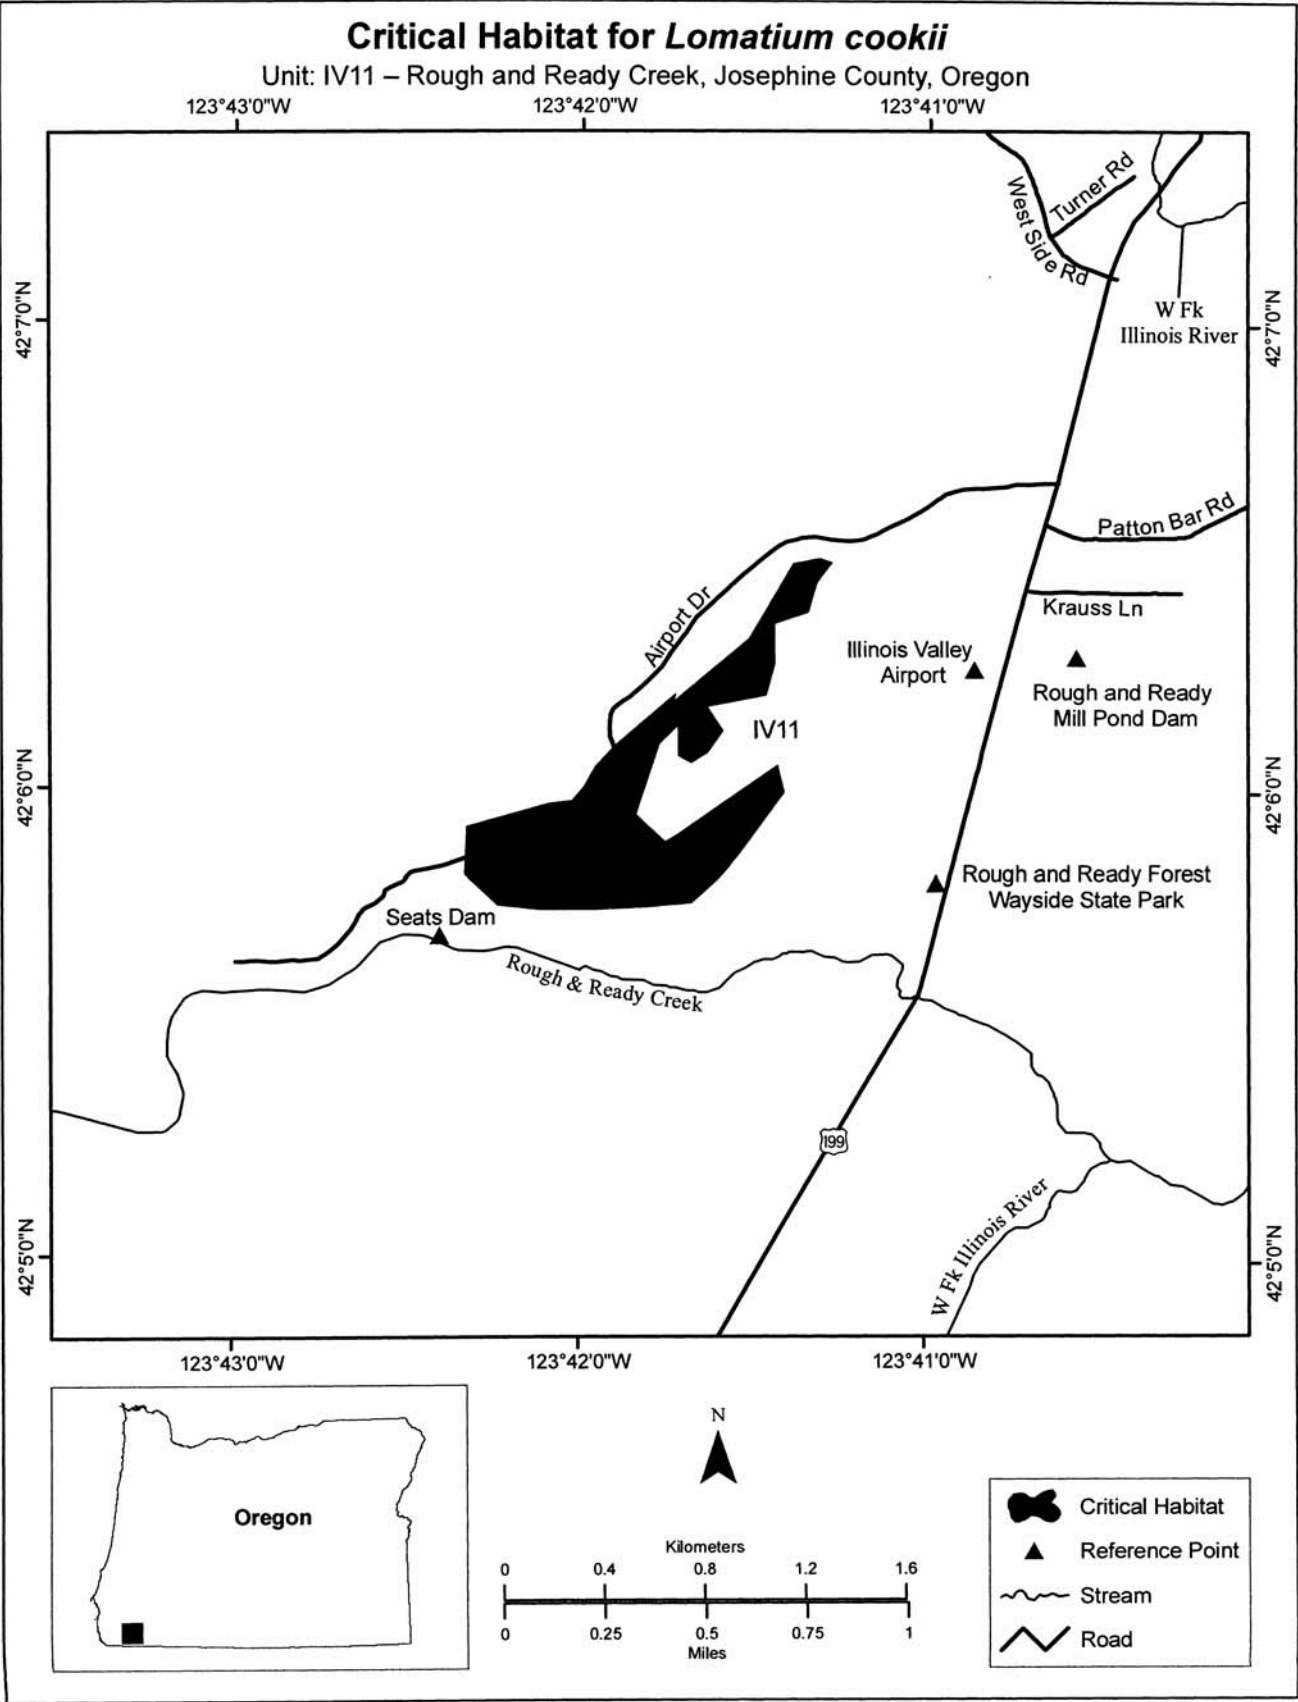 Critical Habitat for Lomatium cookii
Unit: IV11 – Rough and Ready Creek, Josephine County, Oregon
123°43'0"W 123°42'0"W 123°41'0"W
Turner Rd
West Side Rd
W Fk
Illinois River
42°7'0"N 42°7'0"N
Patton Bar Rd
Krauss Ln
Airport Dr
Illinois Valley
Airport
Rough and Ready
Mill Pond Dam
IV11
42°6'0"N 42°6'0"N
Rough and Ready Forest
Wayside State Park
Seats Dam
Rough & Ready Creek
199
W Fk Illinois River
42°5'0"N 42°5'0"N
123°43'0"W 123°42'0"W 123°41'0"W
Oregon
N
Kilometers
0 0.4 0.8 1.2 1.6
0 0.25 0.5 0.75 1
Miles
Critical Habitat
Reference Point
Stream
Road